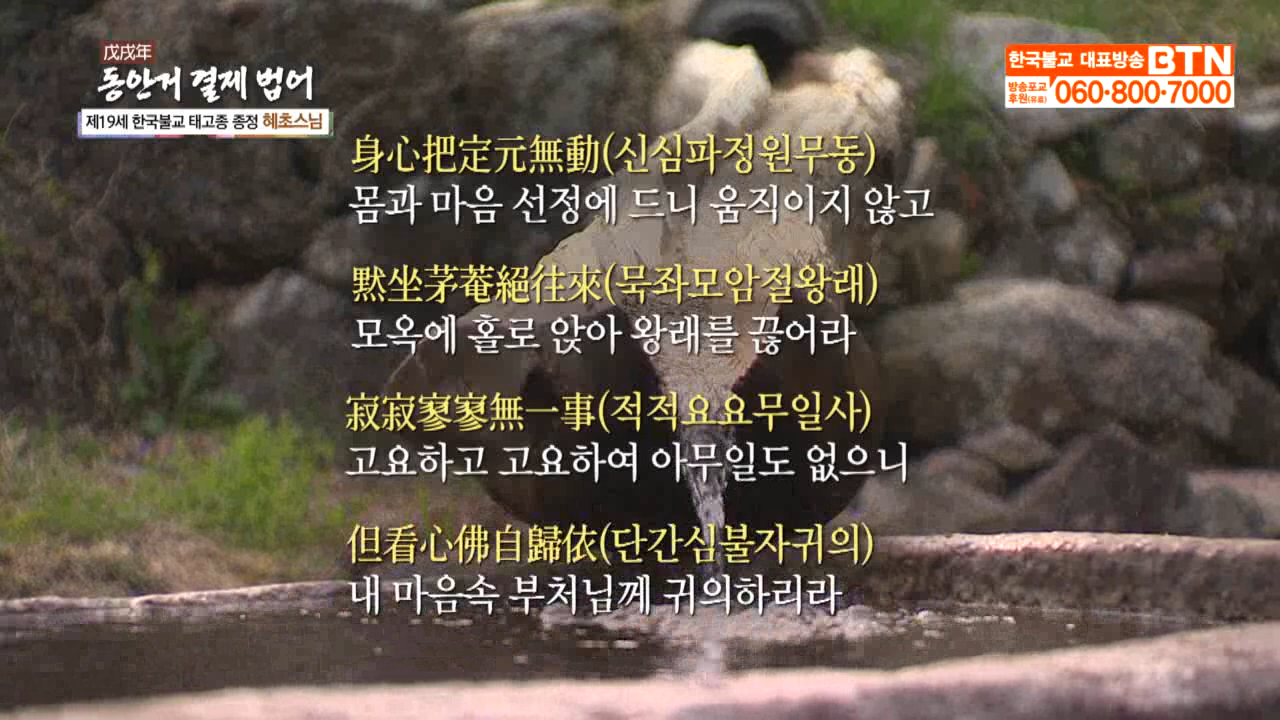 戊戌年
동안거 결제 법어
제19세 한국불교 태고종 종정 혜초스님
한국불교 대표방송 BTN
방송포교 후원(유료) 060·800·7000
身心把定元無動(신심파정원무동)
몸과 마음 선정에 드니 움직이지 않고
默坐茅菴絕往來(묵좌모암절왕래)
모옥에 홀로 앉아 왕래를 끊어라
寂寂寥寥無一事(적적요요무일사)
고요하고 고요하여 아무일도 없으니
但看心佛自歸依(단간심불자귀의)
내 마음속 부처님께 귀의하리라